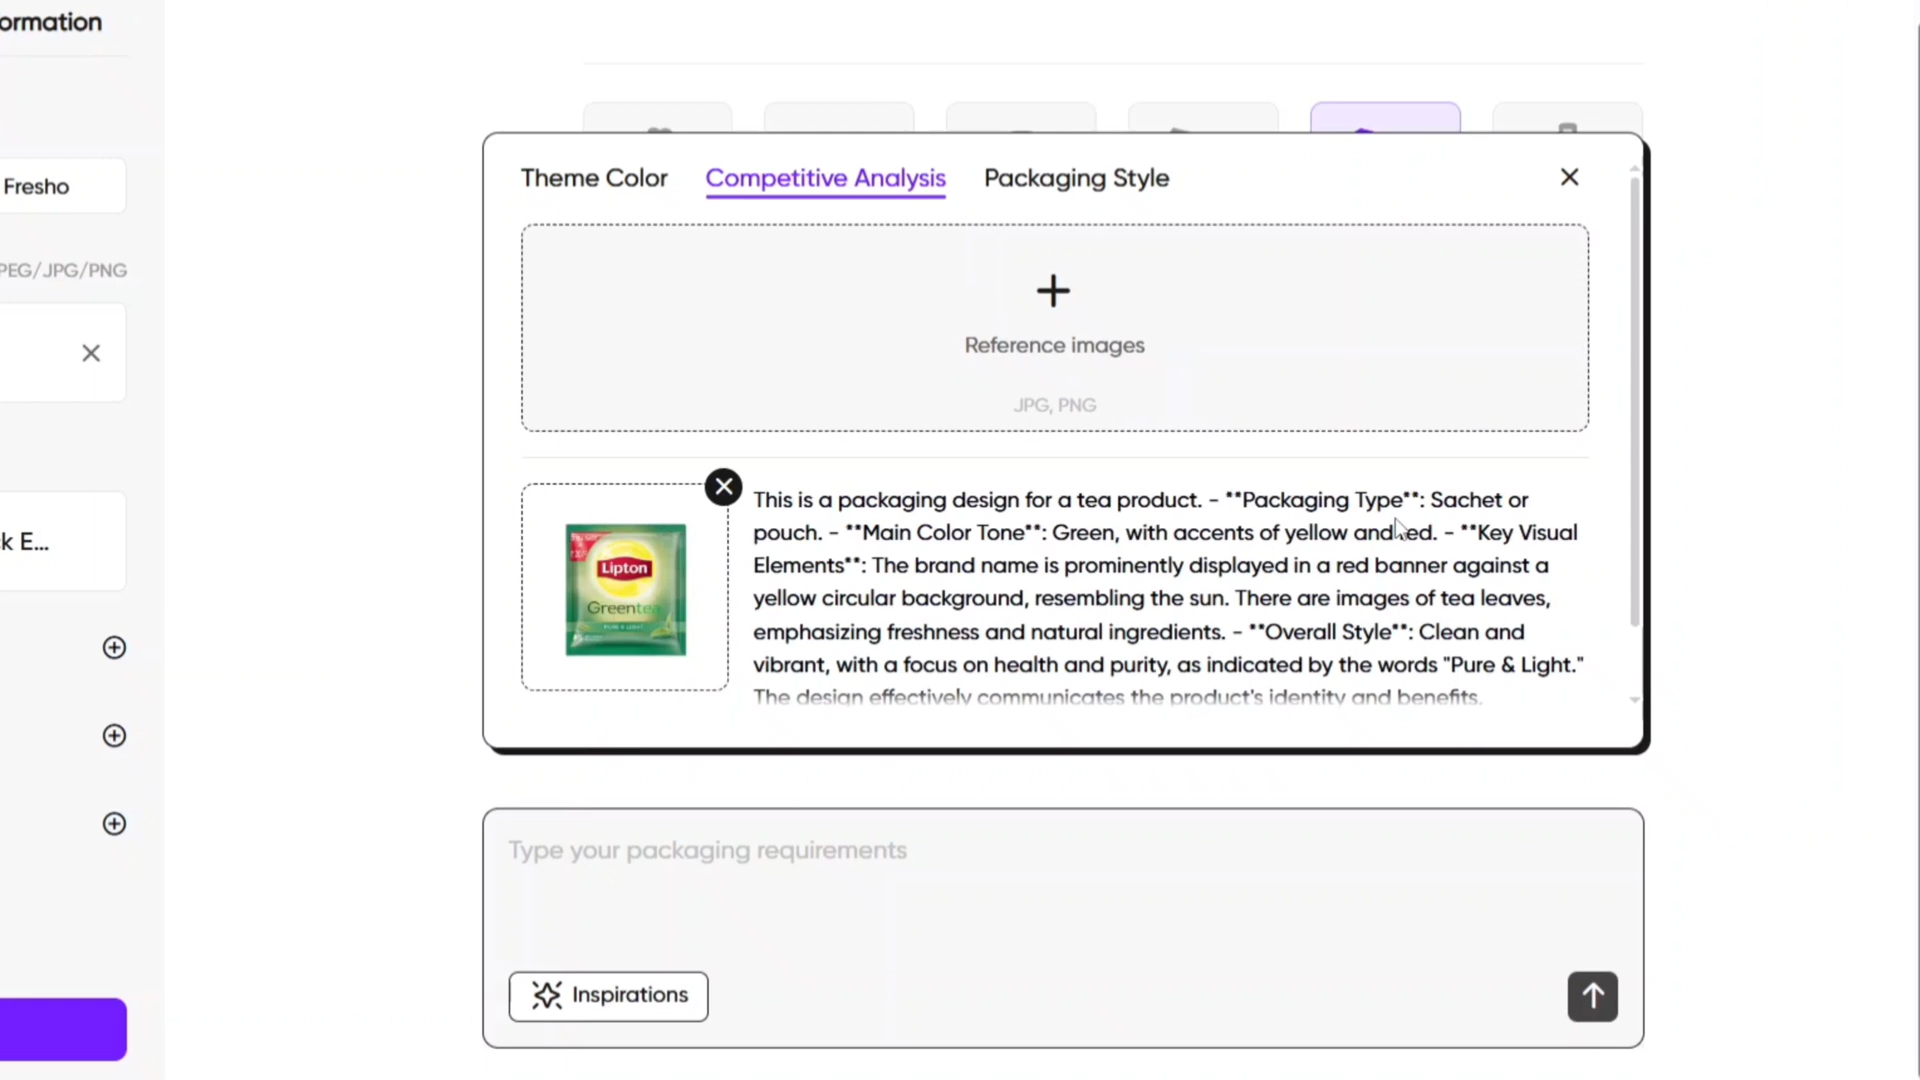 ormation
Fresho
PEG/JPG/PNG
k E...
Theme Color
Competitive Analysis
Packaging Style
Reference images
JPG, PNG
Lipton
Green tea
PURE & LIGHT
This is a packaging design for a tea product. - **Packaging Type**: Sachet or
pouch. - **Main Color Tone**: Green, with accents of yellow and red. - **Key Visual
Elements**: The brand name is prominently displayed in a red banner against a
yellow circular background, resembling the sun. There are images of tea leaves,
emphasizing freshness and natural ingredients. - **Overall Style**: Clean and
vibrant, with a focus on health and purity, as indicated by the words "Pure & Light."
The design effectively communicates the product's identity and benefits.
Type your packaging requirements
Inspirations